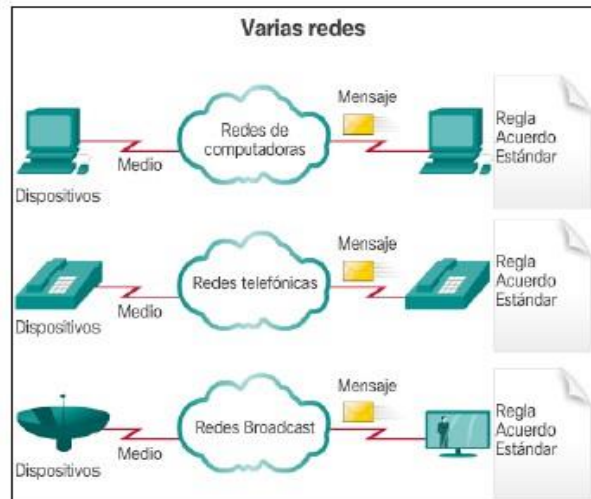 Varias redes
Mensaje
Redes de
computadoras
Medio
Dispositivos
Regla
Acuerdo
Estándar
Mensaje
Redes telefónicas
Medio
Dispositivos
Regla
Acuerdo
Estándar
Mensaje
Redes Broadcast
Medio
Dispositivos
Regla
Acuerdo
Estándar